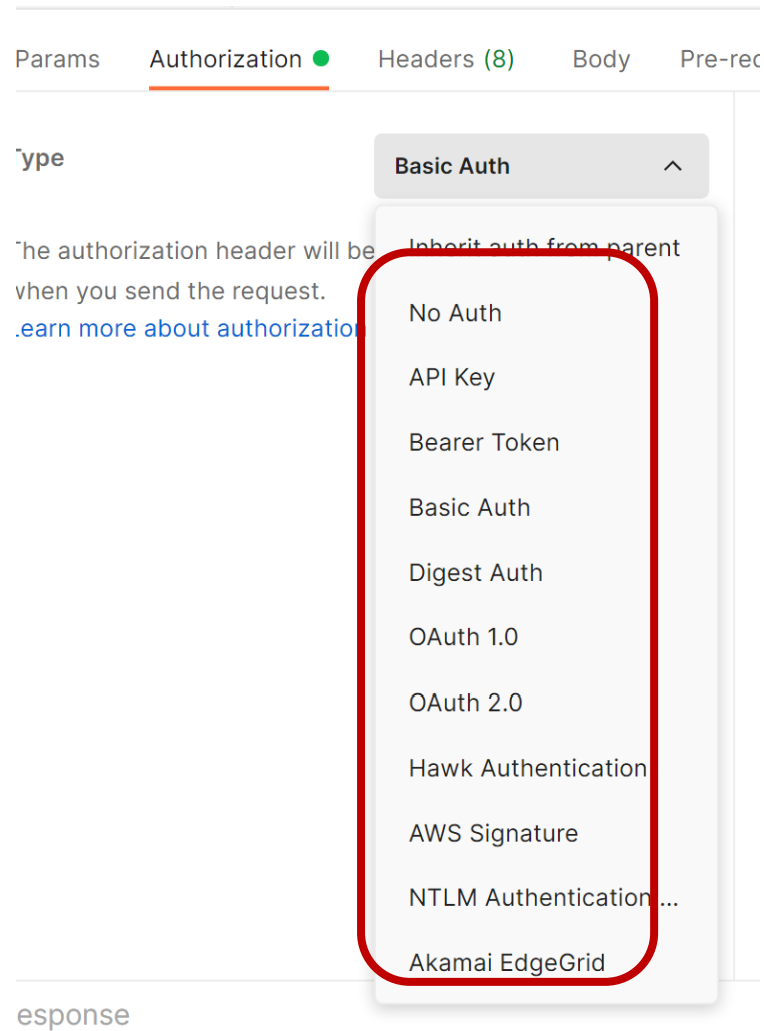 Params Authorization Headers (8) Body Pre-req
Type Basic Auth
Inherit auth from parent
The authorization header will be
when you send the request.
Learn more about authorization
No Auth
API Key
Bearer Token
Basic Auth
Digest Auth
OAuth 1.0
OAuth 2.0
Hawk Authentication
AWS Signature
NTLM Authentication ...
Akamai EdgeGrid
esponse